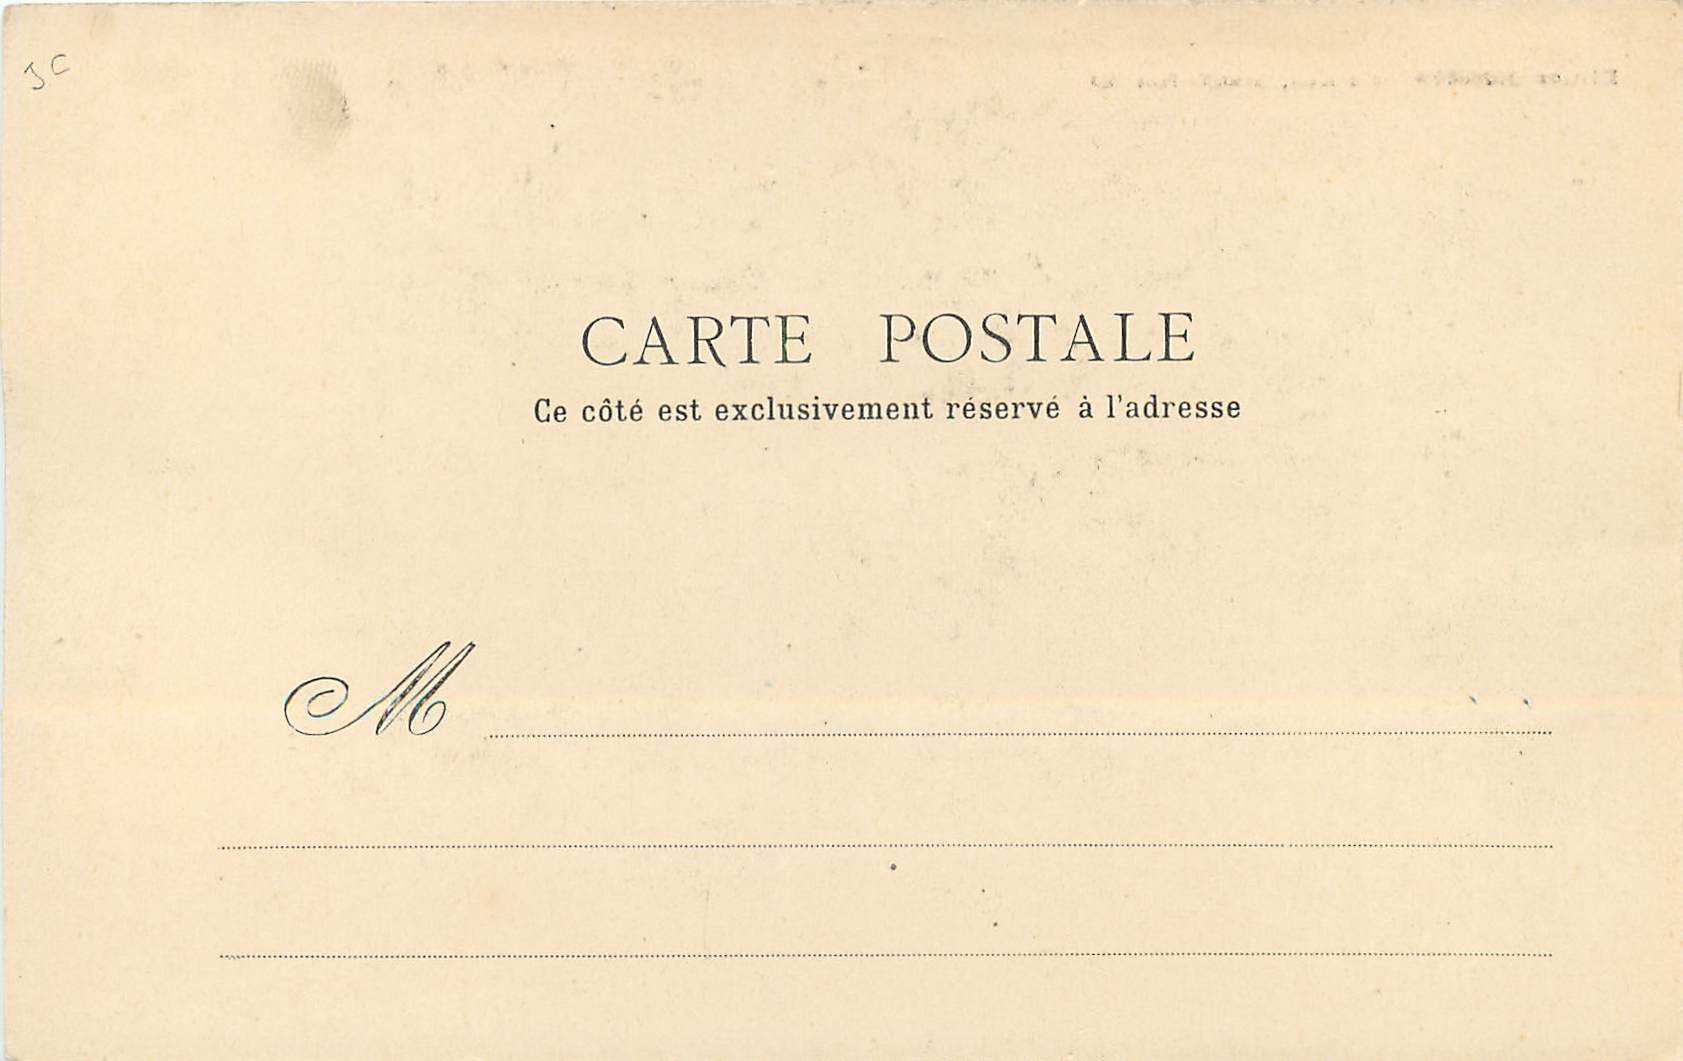 JC
CARTE POSTALE
Ce côté est exclusivement réservé à l'adresse
M